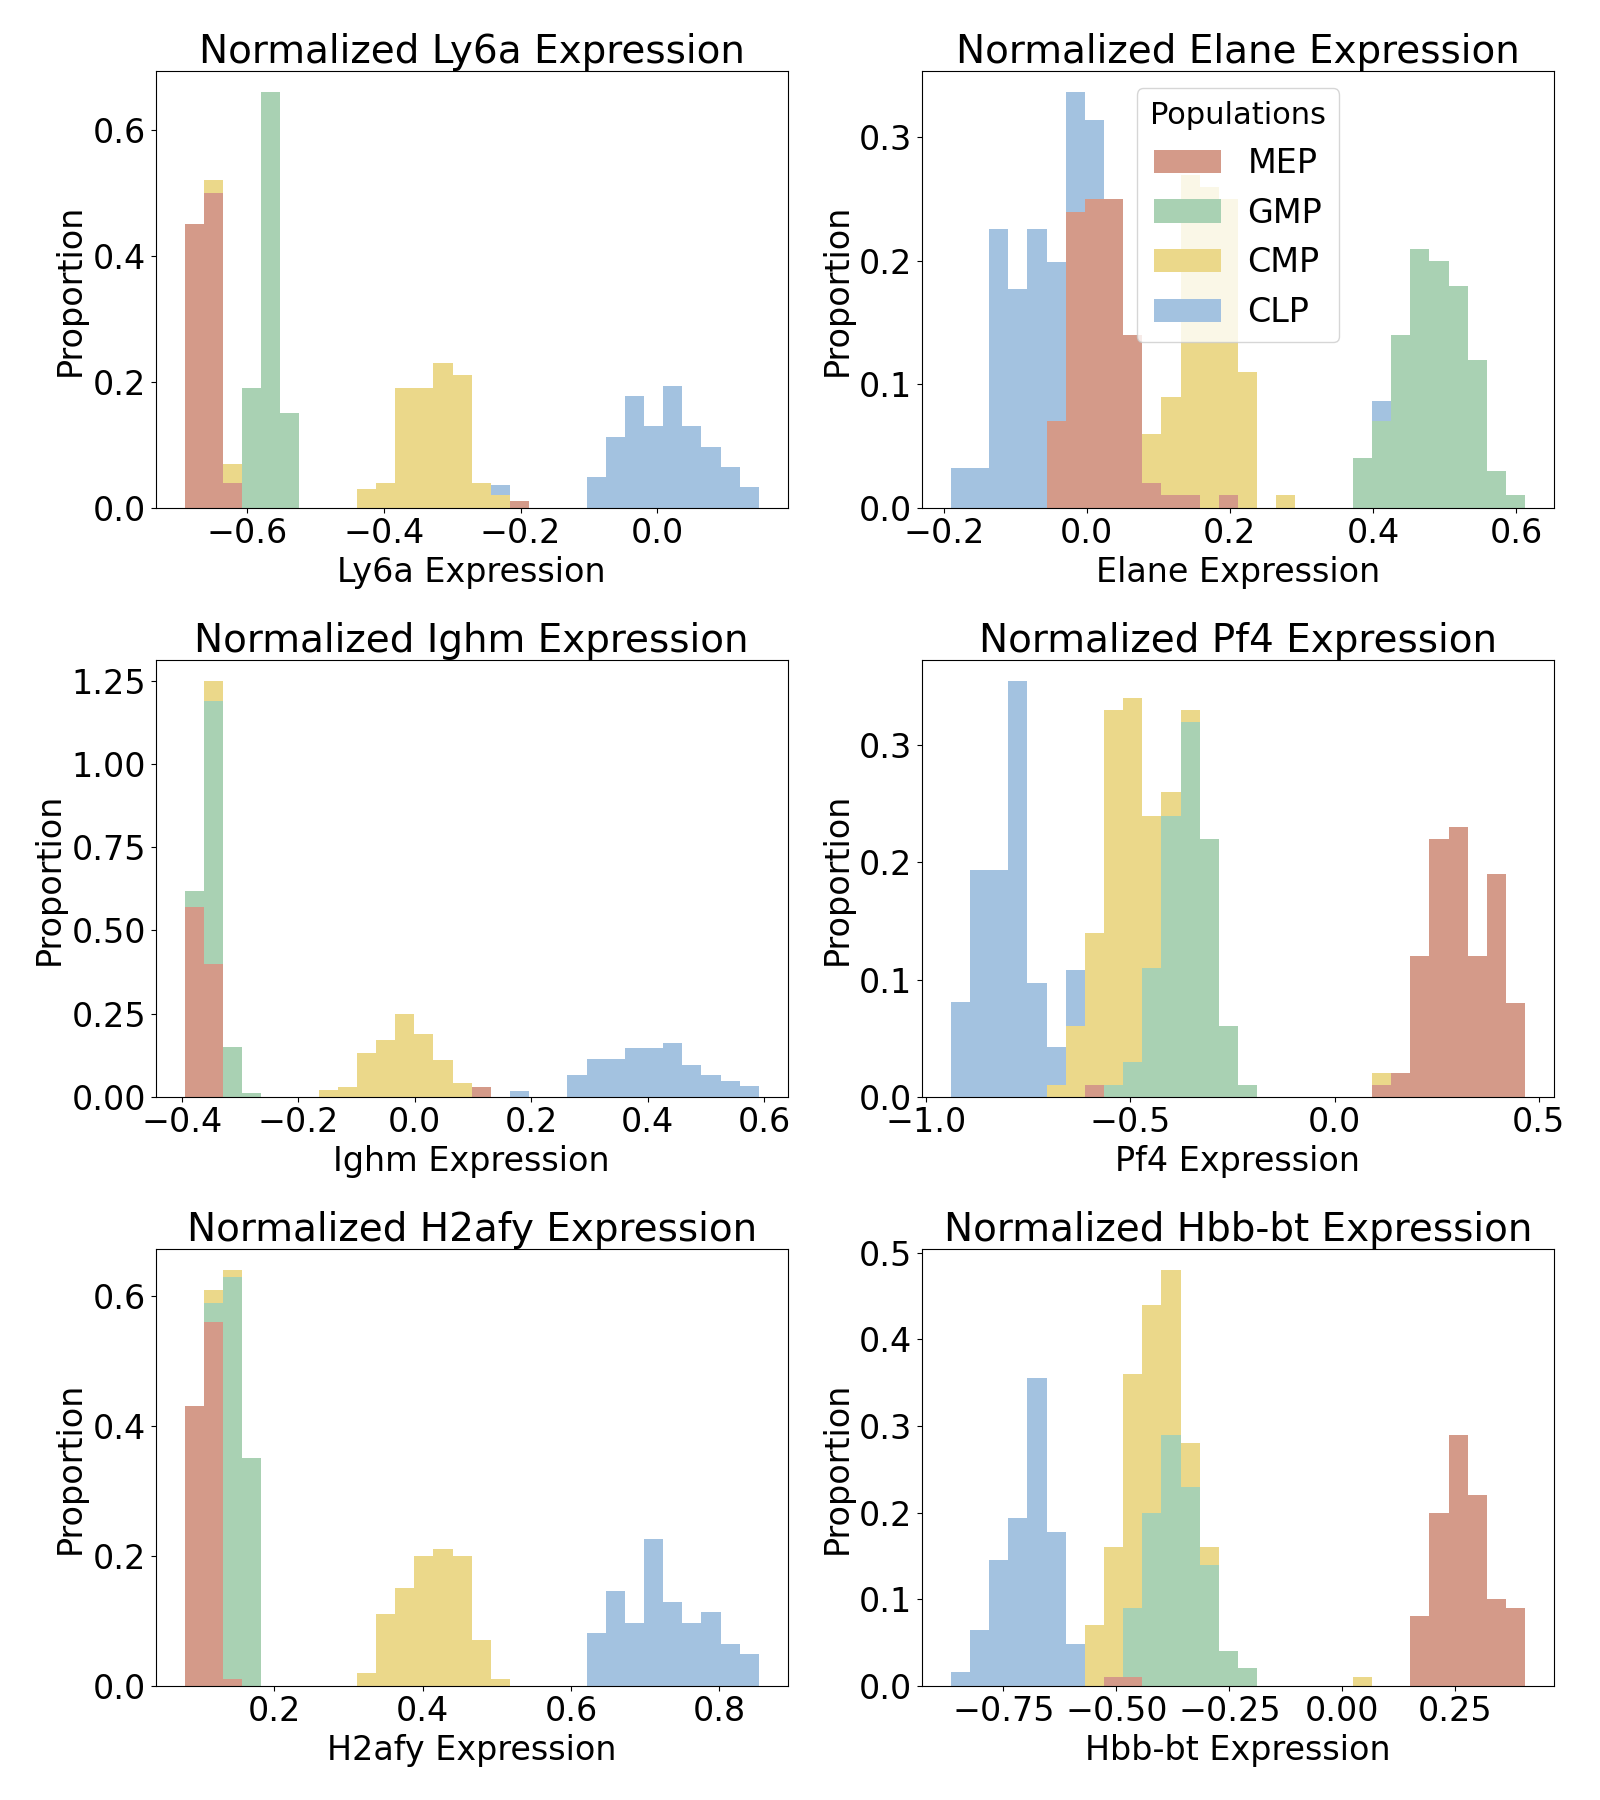 Normalized Ly6a Expression
Proportion
0.6
0.4
0.2
0.0
−0.6
−0.4
−0.2
0.0
Ly6a Expression
Normalized Elane Expression
Proportion
0.3
0.2
0.1
0.0
−0.2
0.0
0.2
0.4
0.6
Elane Expression
Populations
MEP
GMP
CMP
CLP
Normalized Ighm Expression
Proportion
1.25
1.00
0.75
0.50
0.25
0.00
−0.4
−0.2
0.0
0.2
0.4
0.6
Ighm Expression
Normalized Pf4 Expression
Proportion
0.3
0.2
0.1
0.0
−1.0
−0.5
0.0
0.5
Pf4 Expression
Normalized H2afy Expression
Proportion
0.6
0.4
0.2
0.0
0.2
0.4
0.6
0.8
H2afy Expression
Normalized Hbb-bt Expression
Proportion
0.5
0.4
0.3
0.2
0.1
0.0
−0.75
−0.50
−0.25
0.00
0.25
Hbb-bt Expression